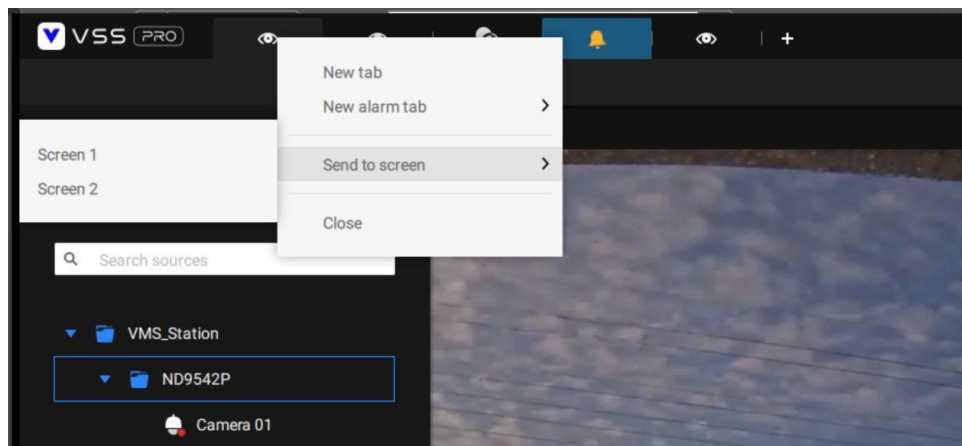 VSS PRO
+
New tab
New alarm tab
Send to screen
Close
Screen 1
Screen 2
Search sources
VMS_Station
ND9542P
Camera 01